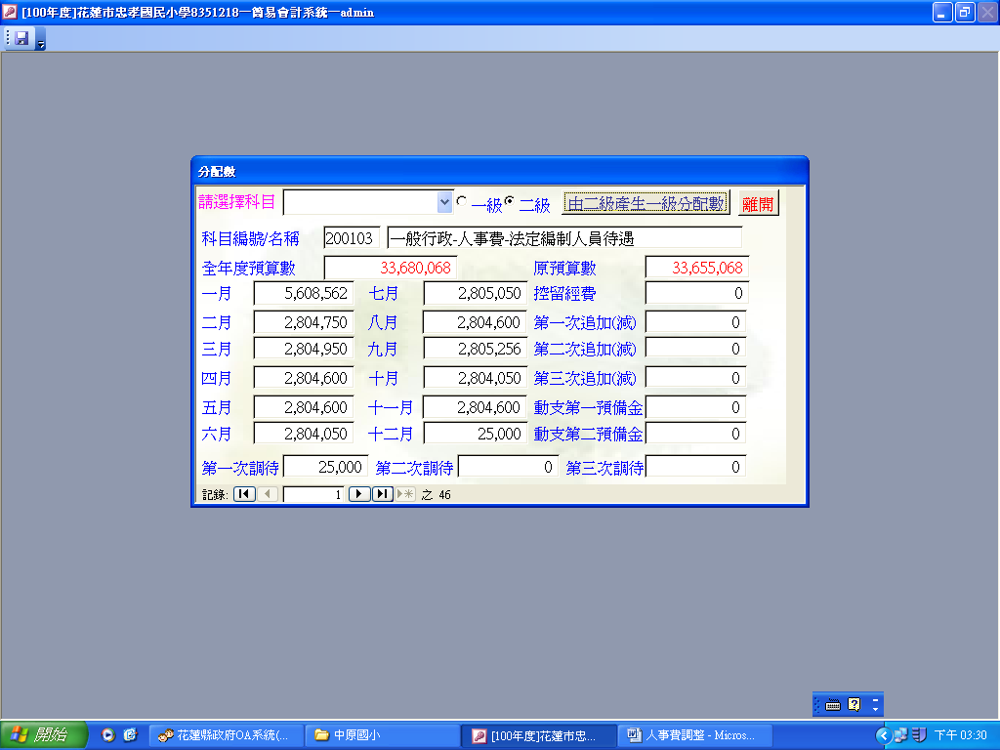 [100年度]花蓮市忠孝國民小學8351218—簡易會計系統—admin
分配數
請選擇科目 一級 二級 由二級產生一級分配數 離開
科目編號/名稱 200103 一般行政-人事費-法定編制人員待遇
全年度預算數 33,680,068 原預算數 33,655,068
一月 5,608,562 七月 2,805,050 控留經費 0
二月 2,804,750 八月 2,804,600 第一次追加(減) 0
三月 2,804,950 九月 2,805,256 第二次追加(減) 0
四月 2,804,600 十月 2,804,050 第三次追加(減) 0
五月 2,804,600 十一月 2,804,600 動支第一預備金 0
六月 2,804,050 十二月 25,000 動支第二預備金 0
第一次調待 25,000 第二次調待 0 第三次調待 0
記錄: 1 之 46
開始 花蓮縣政府OA系統(... 中原國小 [100年度]花蓮市忠... 人事費調整 - Micros... 下午 03:30